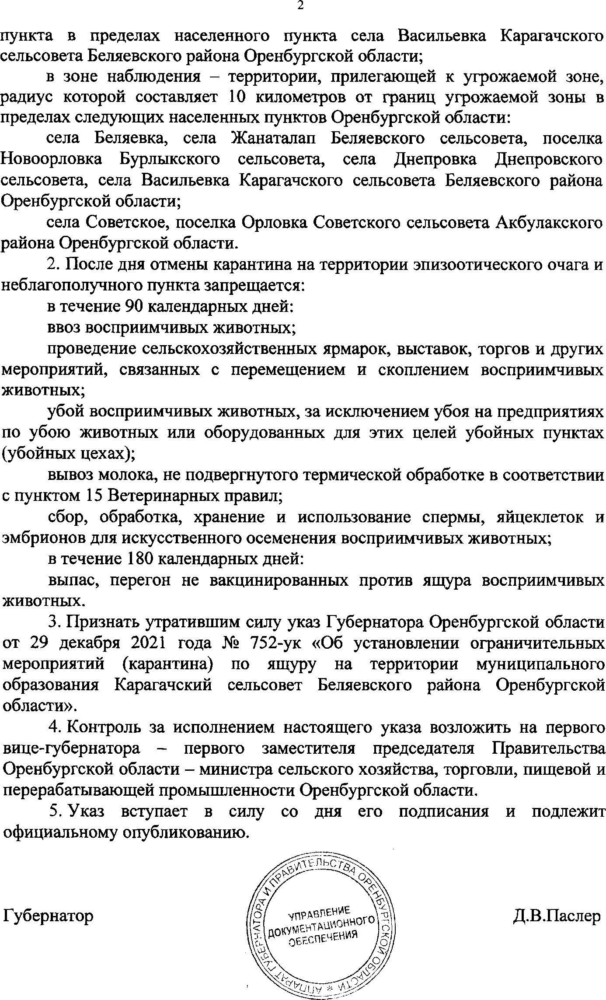 2
пункта в пределах населенного пункта села Васильевка Карагачского
сельсовета Беляевского района Оренбургской области;
в зоне наблюдения – территории, прилегающей к угрожаемой зоне,
радиус которой составляет 10 километров от границ угрожаемой зоны в
пределах следующих населенных пунктов Оренбургской области:
села Беляевка, села Жанаталап Беляевского сельсовета, поселка
Новоорловка Бурлыкского сельсовета, села Днепровка Днепровского
сельсовета, села Васильевка Карагачского сельсовета Беляевского района
Оренбургской области;
села Советское, поселка Орловка Советского сельсовета Акбулакского
района Оренбургской области.
2. После дня отмены карантина на территории эпизоотического очага и
неблагополучного пункта запрещается:
в течение 90 календарных дней:
ввоз восприимчивых животных;
проведение сельскохозяйственных ярмарок, выставок, торгов и других
мероприятий, связанных с перемещением и скоплением восприимчивых
животных;
убой восприимчивых животных, за исключением убоя на предприятиях
по убою животных или оборудованных для этих целей убойных пунктах
(убойных цехах);
вывоз молока, не подвергнутого термической обработке в соответствии
с пунктом 15 Ветеринарных правил;
сбор, обработка, хранение и использование спермы, яйцеклеток и
эмбрионов для искусственного осеменения восприимчивых животных;
в течение 180 календарных дней:
выпас, перегон не вакцинированных против ящура восприимчивых
животных.
3. Признать утратившим силу указ Губернатора Оренбургской области
от 29 декабря 2021 года № 752-ук «Об установлении ограничительных
мероприятий (карантина) по ящуру на территории муниципального
образования Карагачский сельсовет Беляевского района Оренбургской
области».
4. Контроль за исполнением настоящего указа возложить на первого
вице-губернатора – первого заместителя председателя Правительства
Оренбургской области – министра сельского хозяйства, торговли, пищевой и
перерабатывающей промышленности Оренбургской области.
5. Указ вступает в силу со дня его подписания и подлежит
официальному опубликованию.
Губернатор
АППАРАТ ГУБЕРНАТОРА И ПРАВИТЕЛЬСТВА ОРЕНБУРГСКОЙ ОБЛАСТИ *
УПРАВЛЕНИЕ
ДОКУМЕНТАЦИОННОГО
ОБЕСПЕЧЕНИЯ
Д.В.Паслер